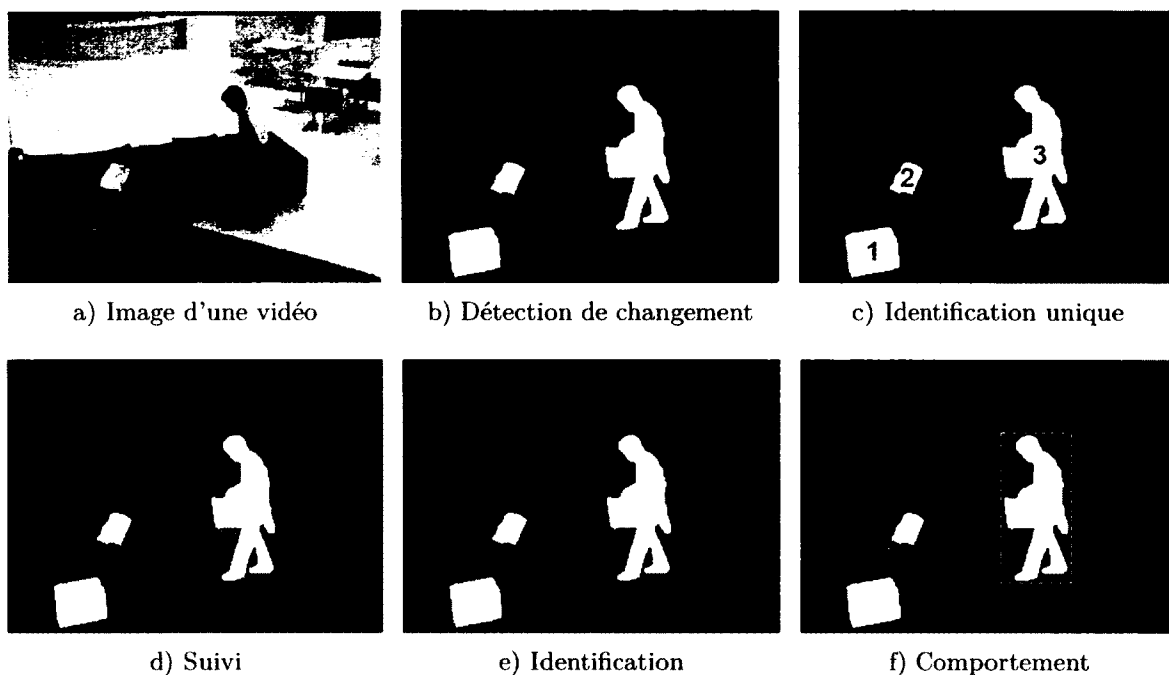 2
3
1
a) Image d'une vidéo
b) Détection de changement
c) Identification unique
d) Suivi
e) Identification
f) Comportement